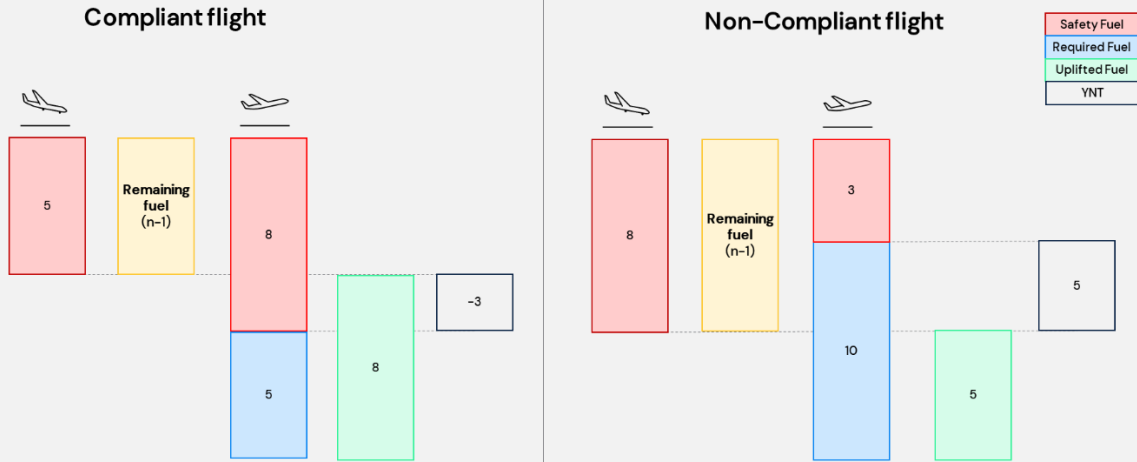 Compliant flight
Non-Compliant flight
Safety Fuel
Required Fuel
Uplifted Fuel
YNT
5
Remaining
fuel
(n-1)
8
-3
8
5
8
Remaining
fuel
(n-1)
3
5
10
5